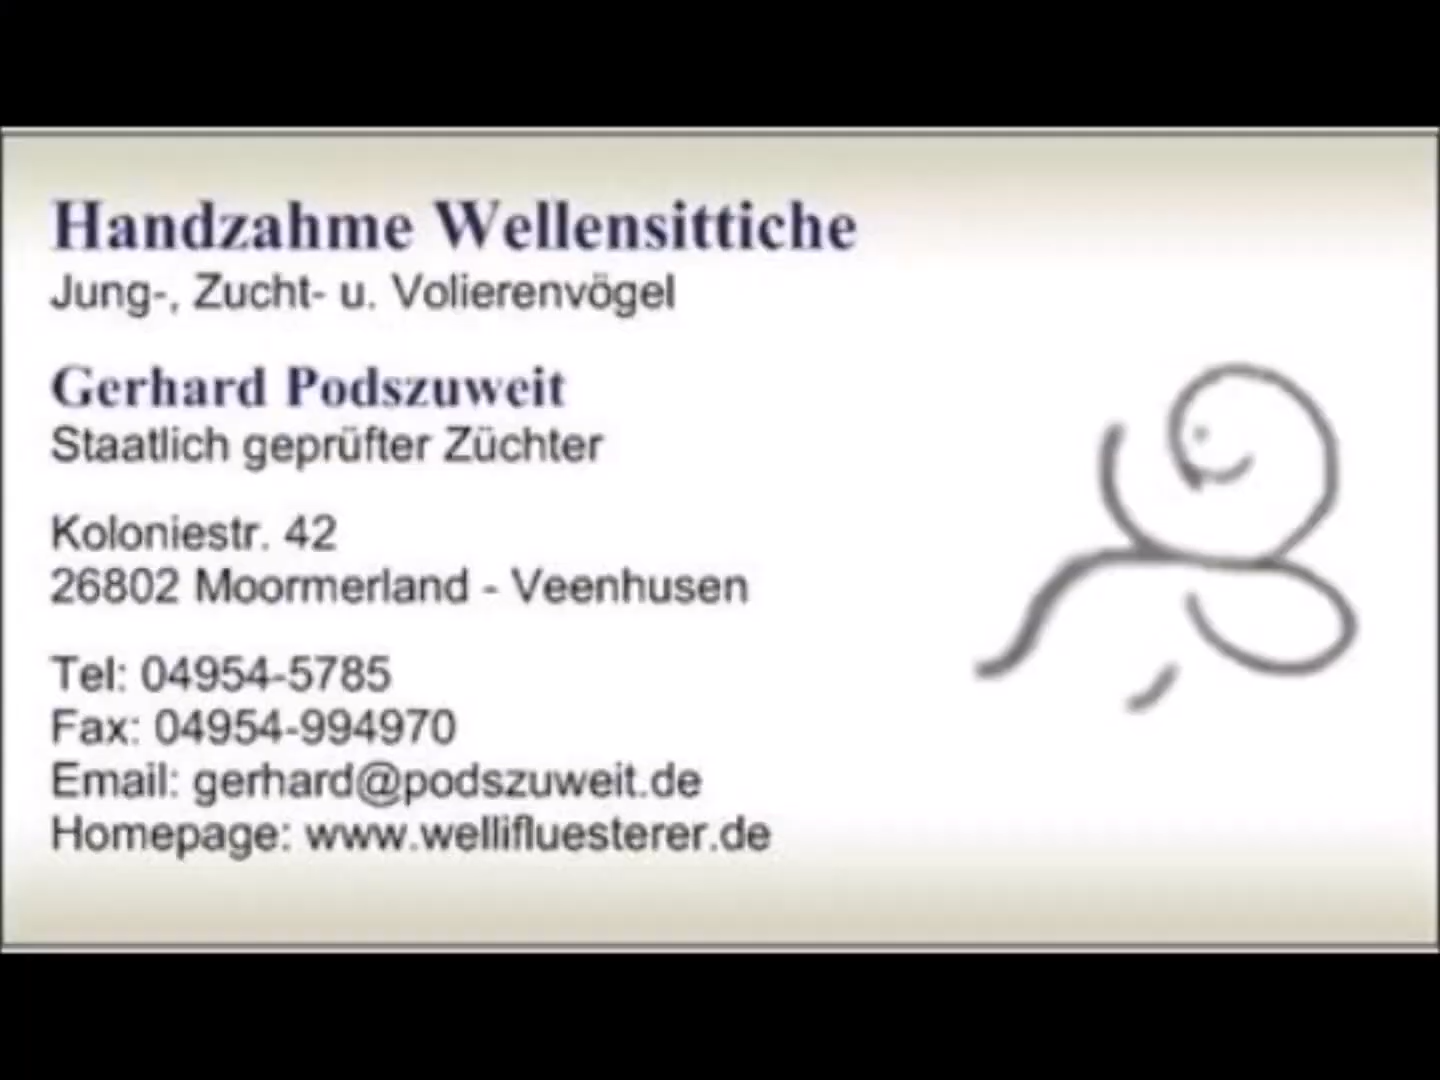 Handzahme Wellensittiche
Jung-, Zucht- u. Volierenvögel
Gerhard Podszuweit
Staatlich geprüfter Züchter
Koloniestr. 42
26802 Moormerland - Veenhusen
Tel: 04954-5785
Fax: 04954-994970
Email: gerhard@podszuweit.de
Homepage: www.wellifluesterer.de